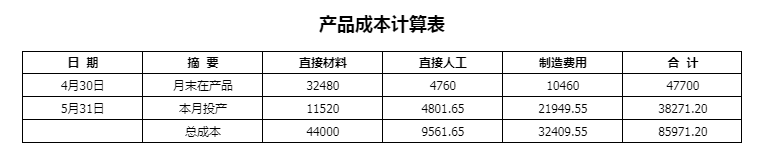 产品成本计算表
日 期 摘 要 直接材料 直接人工 制造费用 合 计
4月30日 月末在产品 32480 4760 10460 47700
5月31日 本月投产 11520 4801.65 21949.55 38271.20
总成本 44000 9561.65 32409.55 85971.20